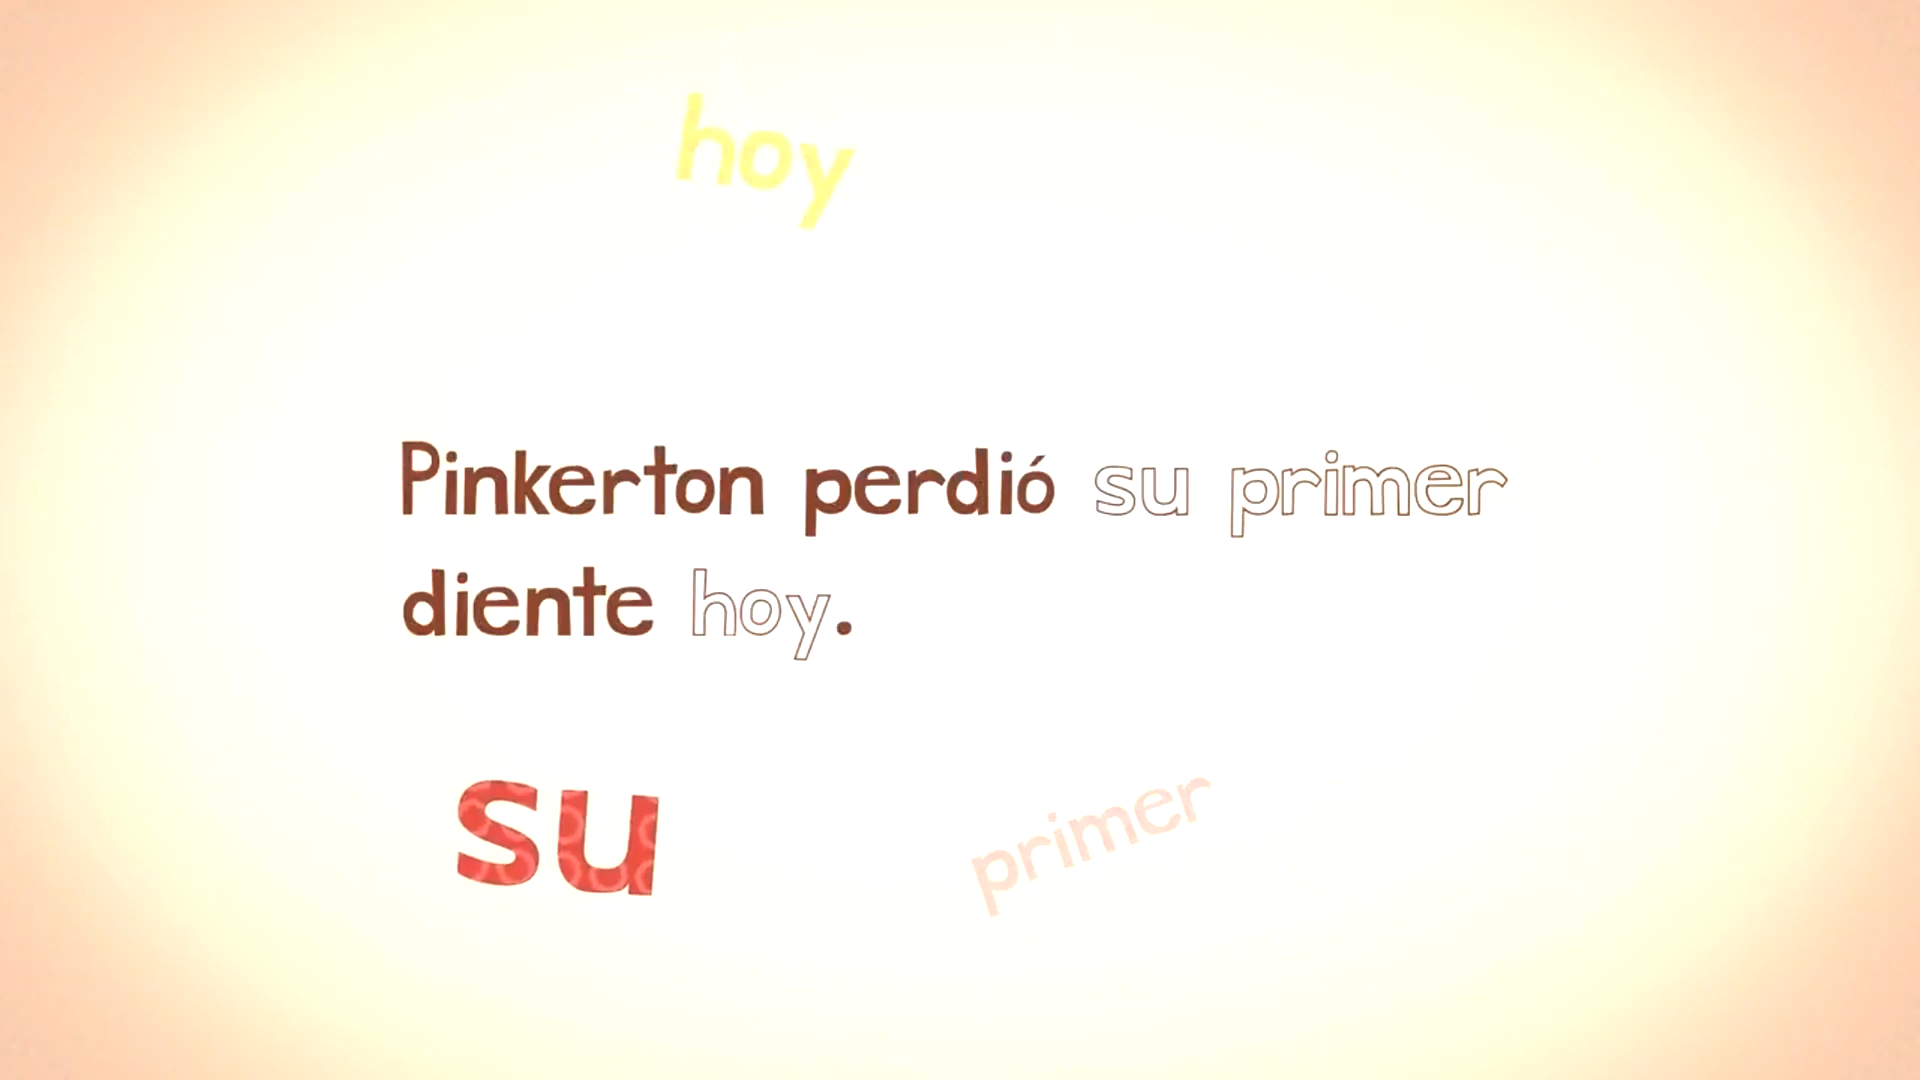 hoy
Pinkerton perdió su primer
diente hoy.
su
primer